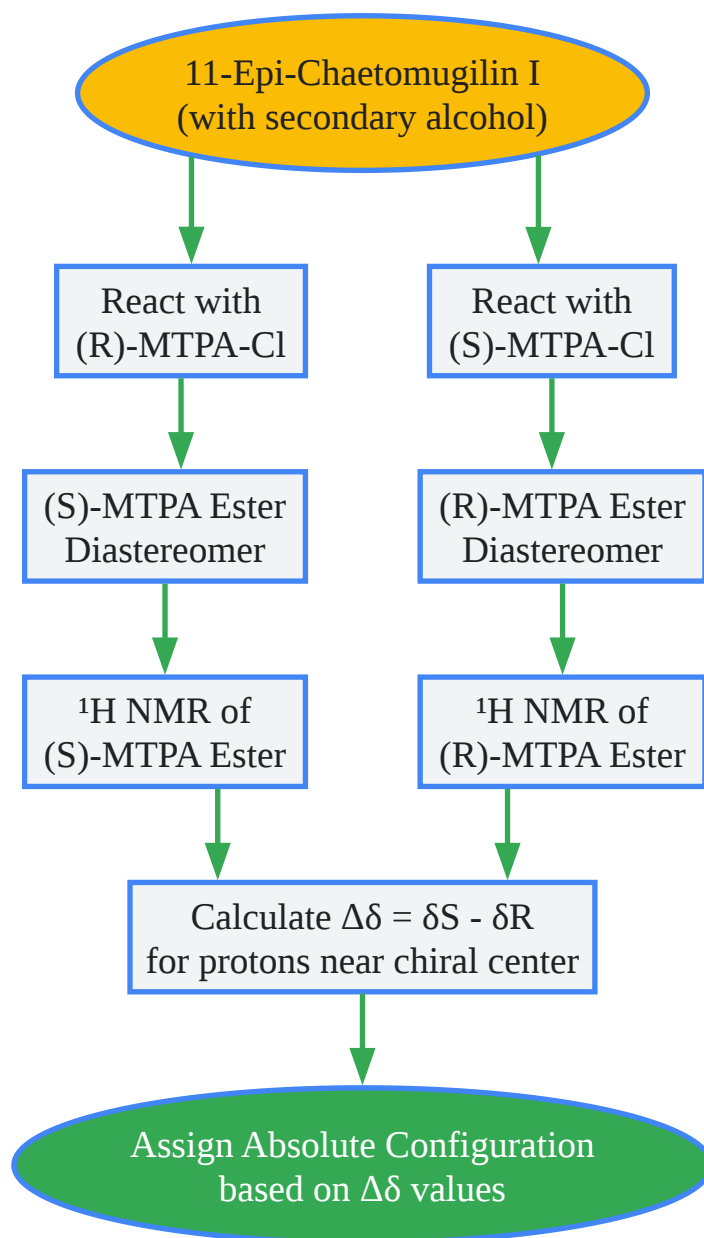 11-Epi-Chaetomugilin I
(with secondary alcohol)
React with
(R)-MTPA-Cl
React with
(S)-MTPA-Cl
(S)-MTPA Ester
Diastereomer
(R)-MTPA Ester
Diastereomer
¹H NMR of
(S)-MTPA Ester
¹H NMR of
(R)-MTPA Ester
Calculate Δδ = δS - δR
for protons near chiral center
Assign Absolute Configuration
based on Δδ values